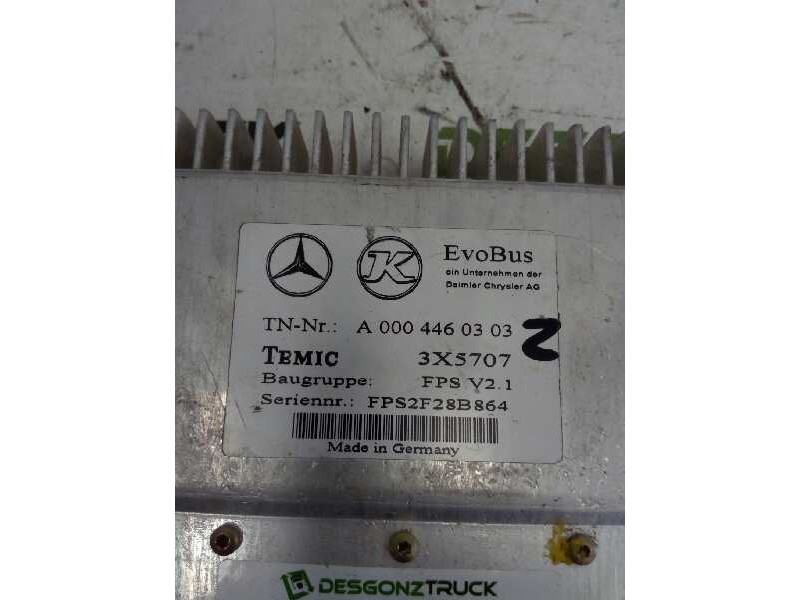 K
EvoBus
ein Unternehmen der
Daimler Chrysler AG
TN-Nr.: A 000 446 03 03
Z
TEMIC 3X5707
Baugruppe: FPS V2.1
Seriennr.: FPS2F28B864
Made in Germany
DESGONZTRUCK